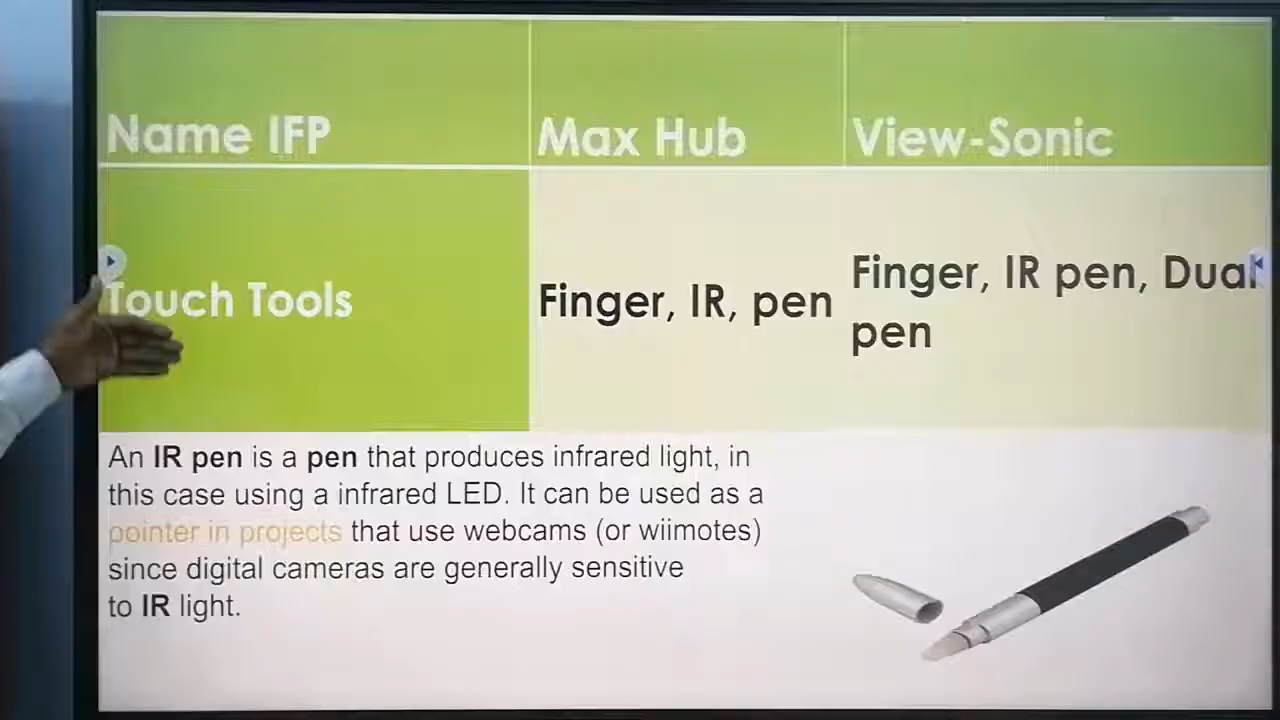 Name IFP
Max Hub
View-Sonic
Touch Tools
Finger, IR, pen
Finger, IR pen, Dual
pen
An IR pen is a pen that produces infrared light, in
this case using a infrared LED. It can be used as a
pointer in projects that use webcams (or wiimotes)
since digital cameras are generally sensitive
to IR light.